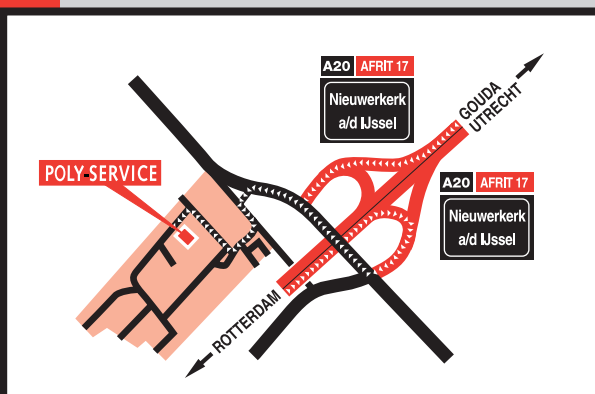 A20 AFRIT 17
Nieuwerkerk
a/d IJssel
GOUDA
UTRECHT
POLY-SERVICE
A20 AFRIT 17
Nieuwerkerk
a/d IJssel
ROTTERDAM